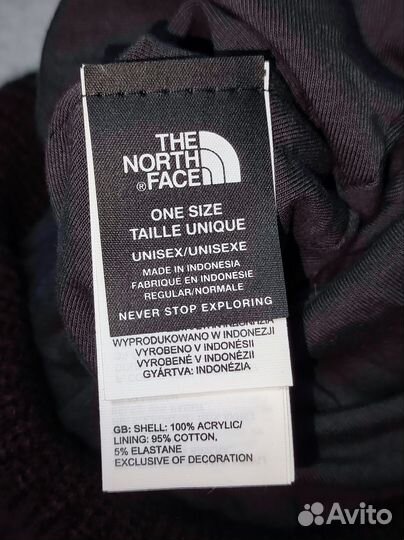 THE
NORTH
®FACE
ONE SIZE
TAILLE UNIQUE
UNISEX/UNISEXE
MADE IN INDONESIA
FABRIQUÉ EN INDONESIE
REGULAR/NORMALE
NEVER STOP EXPLORING
WYPRODUKOWANO W INDONEZJI
VYROBENO V INDONÉSII
VYROBENÉ V INDONÉZII
GYÁRTVA: INDONÉZIA
GB: SHELL: 100% ACRYLIC/
LINING: 95% COTTON,
5% ELASTANE
EXCLUSIVE OF DECORATION
Avito